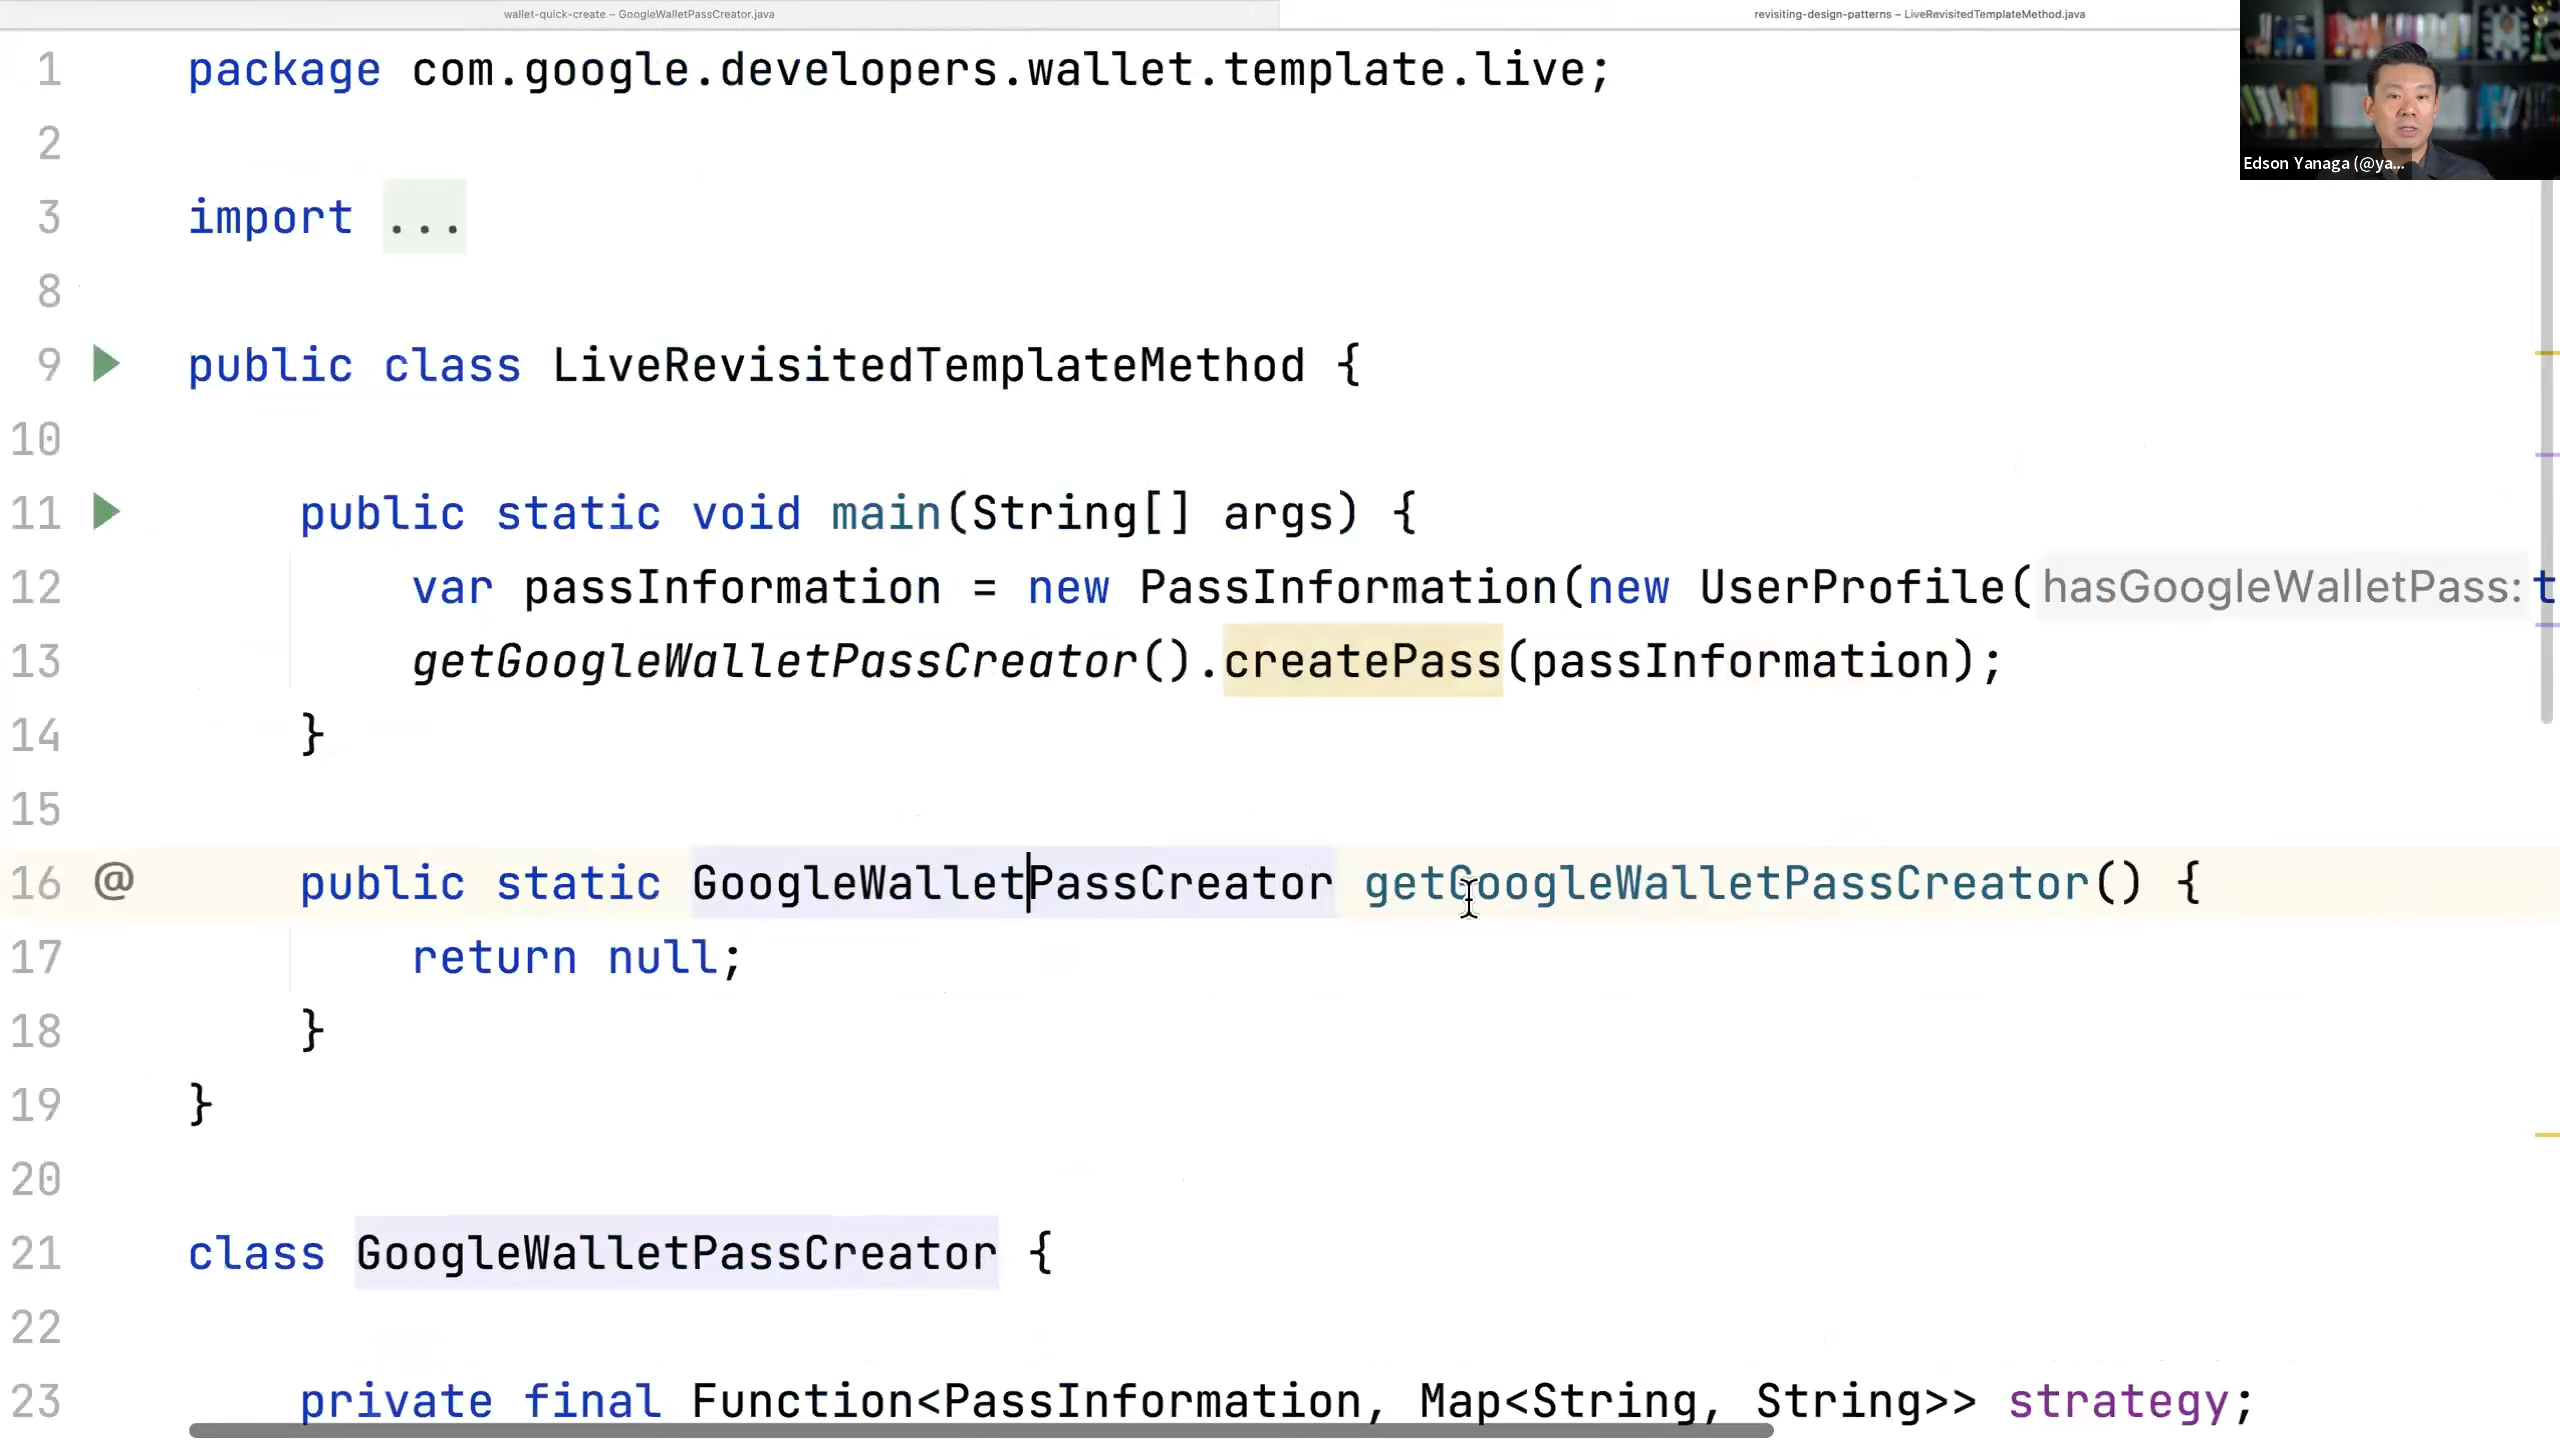 wallet-quick-create – GoogleWalletPassCreator.java
revisiting-design-patterns – LiveRevisitedTemplateMethod.java
Edson Yanaga (@ya...
1 package com.google.developers.wallet.template.live;
2
3 import ...
8
9 public class LiveRevisitedTemplateMethod {
10
11 public static void main(String[] args) {
12 var passInformation = new PassInformation(new UserProfile( hasGoogleWalletPass: t
13 getGoogleWalletPassCreator().createPass(passInformation);
14 }
15
16 @ public static GoogleWalletPassCreator getGoogleWalletPassCreator() {
17 return null;
18 }
19 }
20
21 class GoogleWalletPassCreator {
22
23 private final Function<PassInformation, Map<String, String>> strategy;